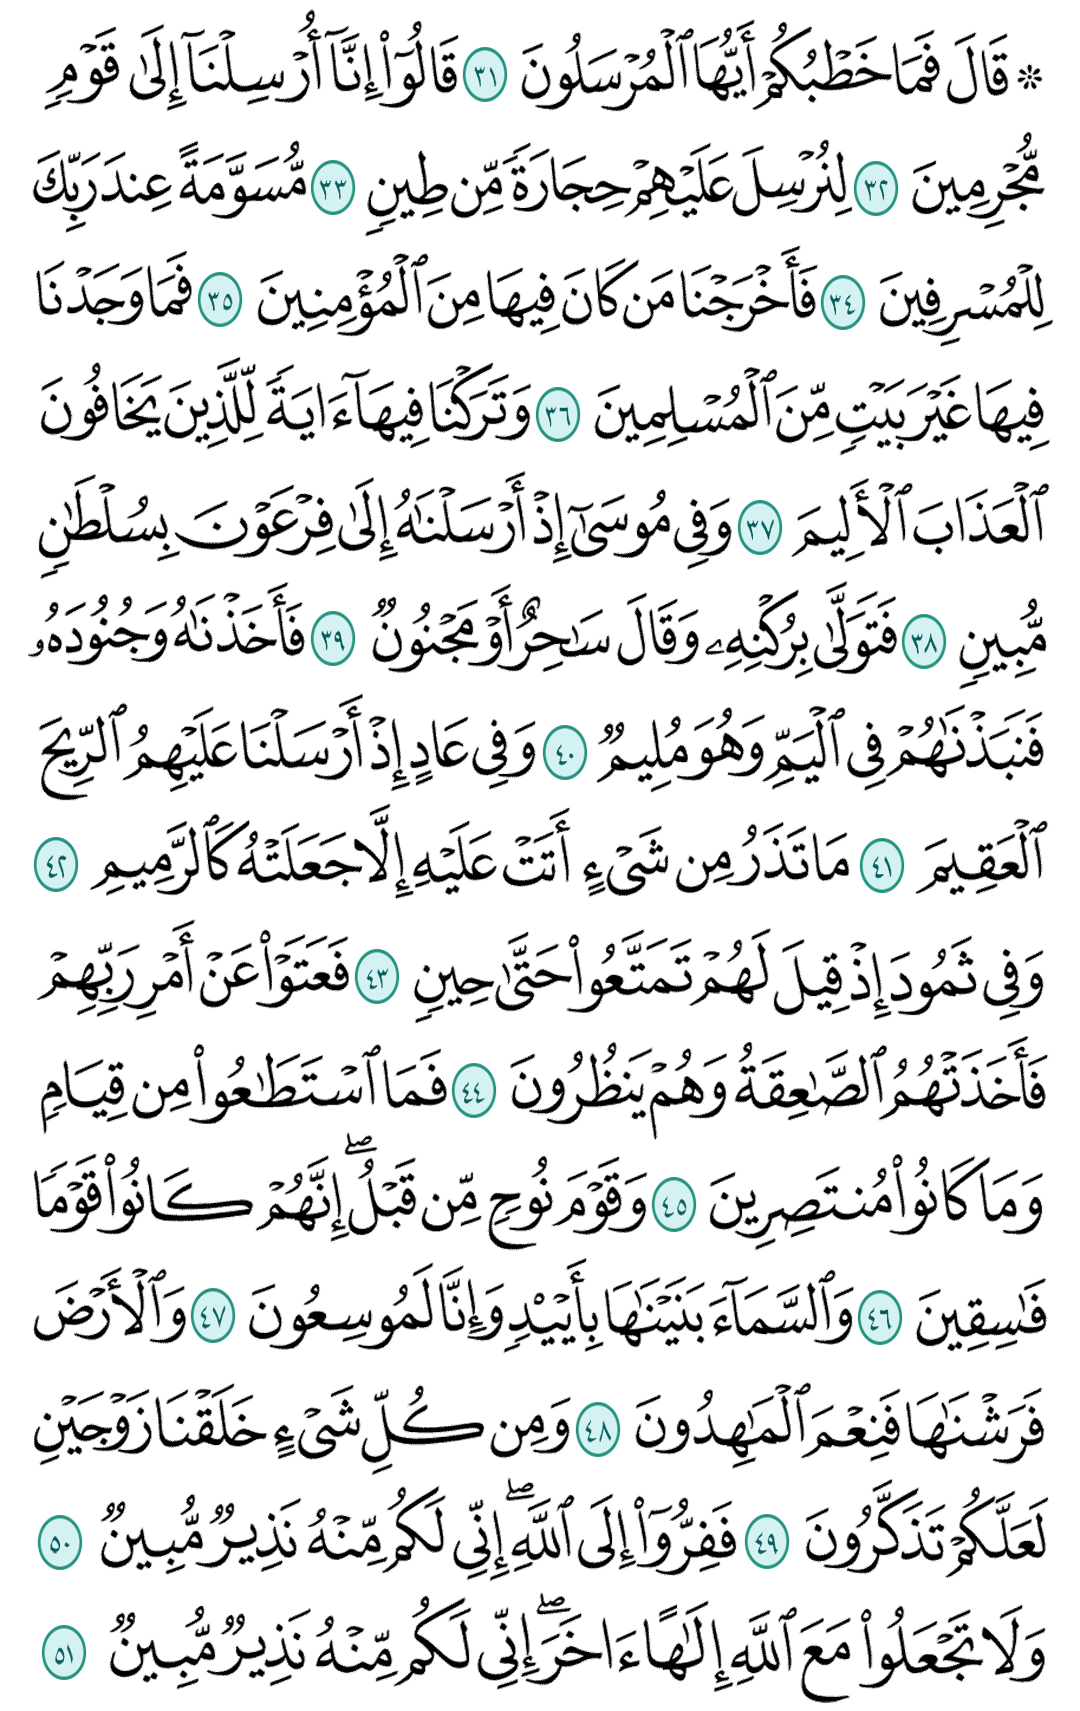 ۞ قَالَ فَمَا خَطْبُكُمْ أَيُّهَا ٱلْمُرْسَلُونَ ٣١ قَالُوٓا۟ إِنَّآ أُرْسِلْنَآ إِلَىٰ قَوْمٍ
مُّجْرِمِينَ ٣٢ لِنُرْسِلَ عَلَيْهِمْ حِجَارَةً مِّن طِينٍ ٣٣ مُّسَوَّمَةً عِندَ رَبِّكَ
لِلْمُسْرِفِينَ ٣٤ فَأَخْرَجْنَا مَن كَانَ فِيهَا مِنَ ٱلْمُؤْمِنِينَ ٣٥ فَمَا وَجَدْنَا
فِيهَا غَيْرَ بَيْتٍ مِّنَ ٱلْمُسْلِمِينَ ٣٦ وَتَرَكْنَا فِيهَآ ءَايَةً لِّلَّذِينَ يَخَافُونَ
ٱلْعَذَابَ ٱلْأَلِيمَ ٣٧ وَفِى مُوسَىٰٓ إِذْ أَرْسَلْنَـٰهُ إِلَىٰ فِرْعَوْنَ بِسُلْطَـٰنٍ
مُّبِينٍ ٣٨ فَتَوَلَّىٰ بِرُكْنِهِۦ وَقَالَ سَـٰحِرٌ أَوْ مَجْنُونٌ ٣٩ فَأَخَذْنَـٰهُ وَجُنُودَهُۥ
فَنَبَذْنَـٰهُمْ فِى ٱلْيَمِّ وَهُوَ مُلِيمٌ ٤٠ وَفِى عَادٍ إِذْ أَرْسَلْنَا عَلَيْهِمُ ٱلرِّيحَ
ٱلْعَقِيمَ ٤١ مَا تَذَرُ مِن شَىْءٍ أَتَتْ عَلَيْهِ إِلَّا جَعَلَتْهُ كَٱلرَّمِيمِ ٤٢
وَفِى ثَمُودَ إِذْ قِيلَ لَهُمْ تَمَتَّعُوا۟ حَتَّىٰ حِينٍ ٤٣ فَعَتَوْا۟ عَنْ أَمْرِ رَبِّهِمْ
فَأَخَذَتْهُمُ ٱلصَّـٰعِقَةُ وَهُمْ يَنظُرُونَ ٤٤ فَمَا ٱسْتَطَـٰعُوا۟ مِن قِيَامٍ
وَمَا كَانُوا۟ مُنتَصِرِينَ ٤٥ وَقَوْمَ نُوحٍ مِّن قَبْلُ ۖ إِنَّهُمْ كَانُوا۟ قَوْمًا
فَـٰسِقِينَ ٤٦ وَٱلسَّمَآءَ بَنَيْنَـٰهَا بِأَيْي۟دٍ وَإِنَّا لَمُوسِعُونَ ٤٧ وَٱلْأَرْضَ
فَرَشْنَـٰهَا فَنِعْمَ ٱلْمَـٰهِدُونَ ٤٨ وَمِن كُلِّ شَىْءٍ خَلَقْنَا زَوْجَيْنِ
لَعَلَّكُمْ تَذَكَّرُونَ ٤٩ فَفِرُّوٓا۟ إِلَى ٱللَّهِ ۖ إِنِّى لَكُم مِّنْهُ نَذِيرٌ مُّبِينٌ ٥٠
وَلَا تَجْعَلُوا۟ مَعَ ٱللَّهِ إِلَـٰهًا ءَاخَرَ ۖ إِنِّى لَكُم مِّنْهُ نَذِيرٌ مُّبِينٌ ٥١